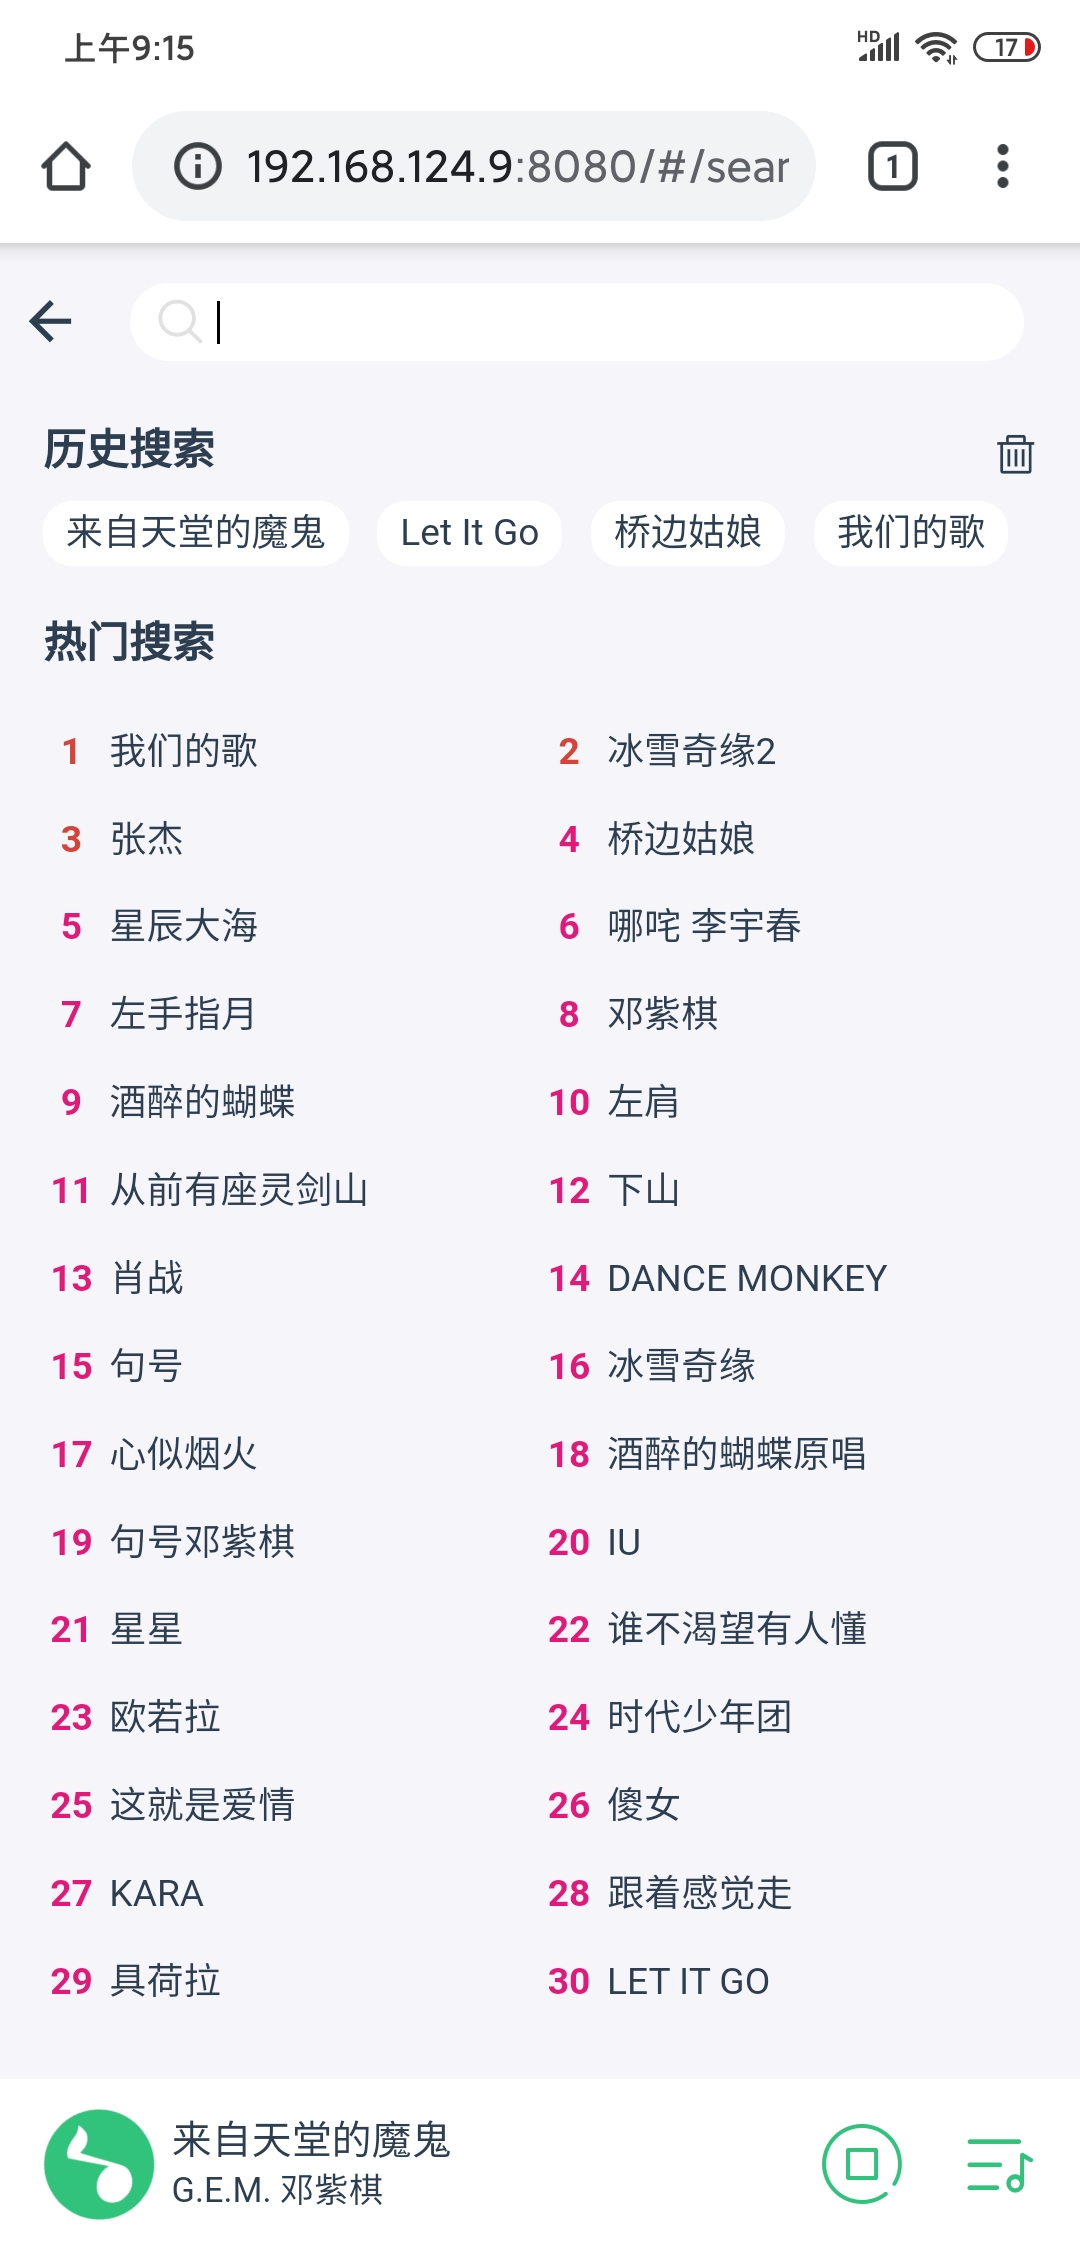 上午9:15
HD
17
192.168.124.9:8080/#/sear
1
历史搜索
来自天堂的魔鬼 Let It Go 桥边姑娘 我们的歌
热门搜索
1 我们的歌 2 冰雪奇缘2
3 张杰 4 桥边姑娘
5 星辰大海 6 哪咤 李宇春
7 左手指月 8 邓紫棋
9 酒醉的蝴蝶 10 左肩
11 从前有座灵剑山 12 下山
13 肖战 14 DANCE MONKEY
15 句号 16 冰雪奇缘
17 心似烟火 18 酒醉的蝴蝶原唱
19 句号邓紫棋 20 IU
21 星星 22 谁不渴望有人懂
23 欧若拉 24 时代少年团
25 这就是爱情 26 傻女
27 KARA 28 跟着感觉走
29 具荷拉 30 LET IT GO
来自天堂的魔鬼
G.E.M. 邓紫棋